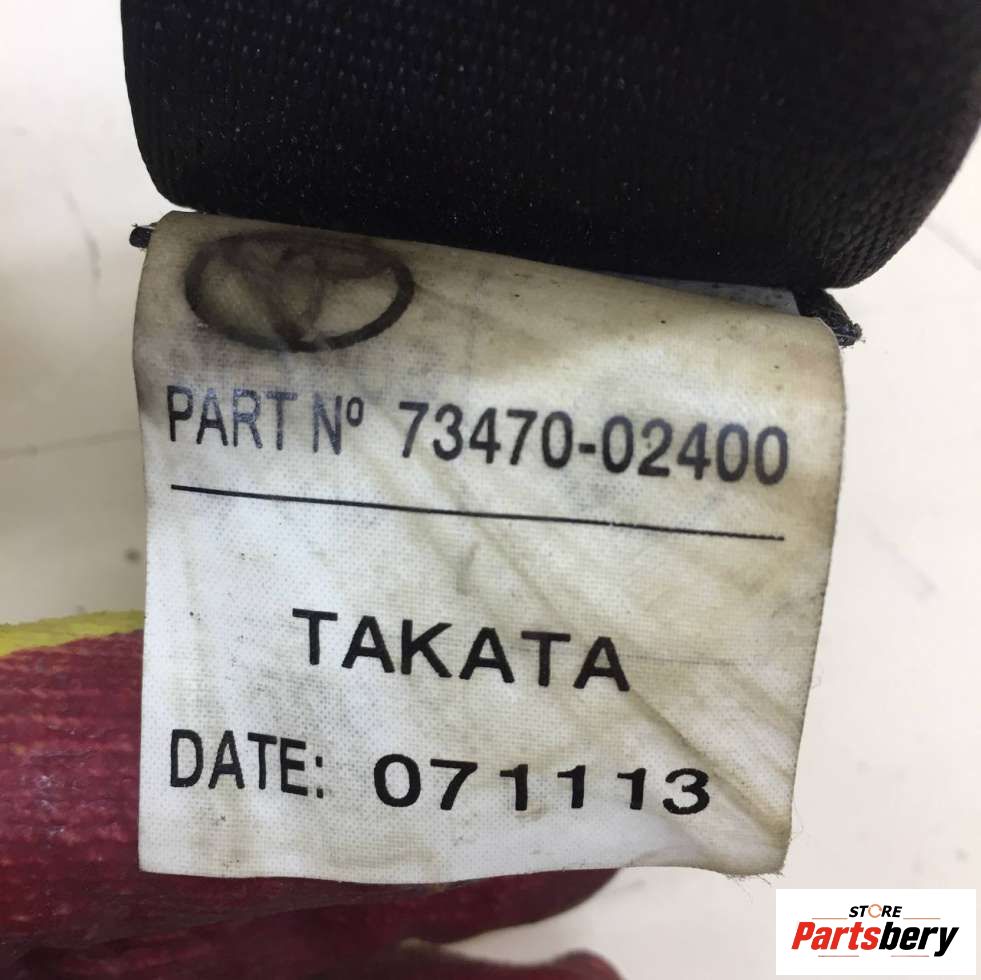 PART Nº 73470-02400
TAKATA
DATE: 071113
STORE
Partsbery